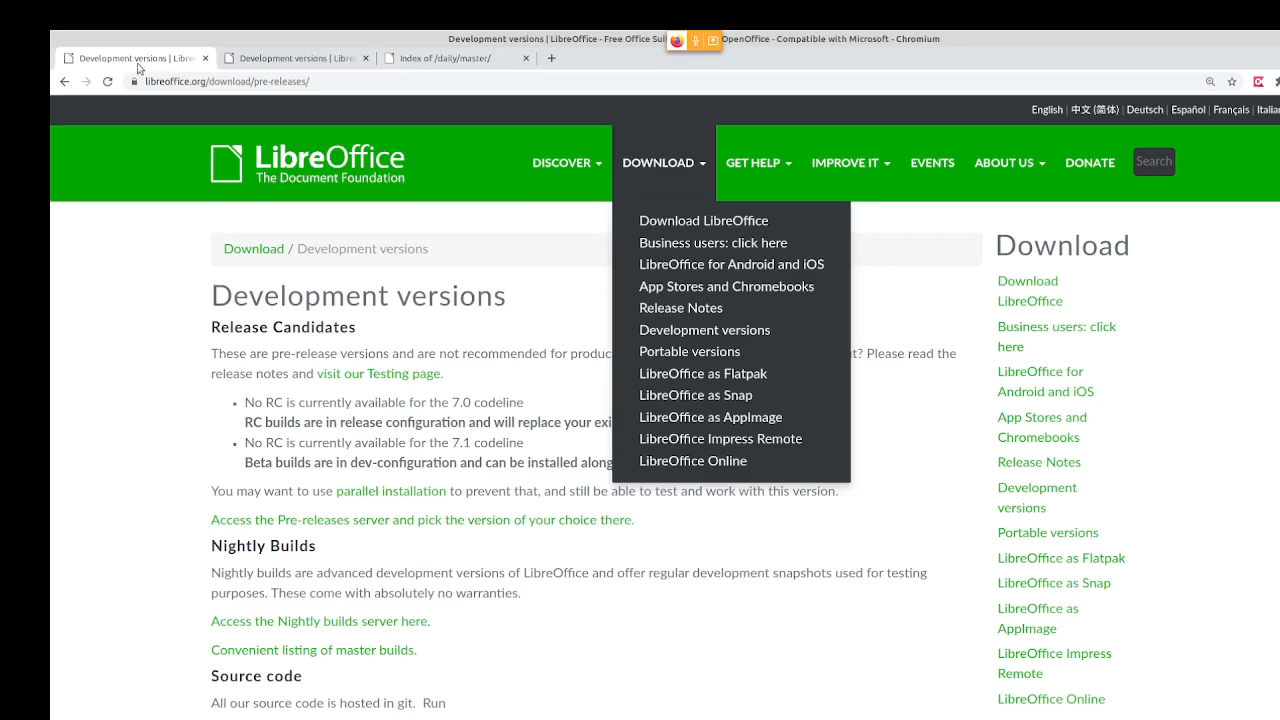 Development versions | LibreOffice - Free Office Sui OpenOffice - Compatible with Microsoft - Chromium
Development versions | Libre Development versions | Libre Index of /daily/master/
libreoffice.org/download/pre-releases/
English | 中文 (简体) | Deutsch | Español | Français | Italian
LibreOffice
The Document Foundation
DISCOVER DOWNLOAD GET HELP IMPROVE IT EVENTS ABOUT US DONATE Search
Download LibreOffice
Business users: click here
LibreOffice for Android and iOS
App Stores and Chromebooks
Release Notes
Development versions
Portable versions
LibreOffice as Flatpak
LibreOffice as Snap
LibreOffice as AppImage
LibreOffice Impress Remote
LibreOffice Online
Download / Development versions
Development versions
Release Candidates
These are pre-release versions and are not recommended for produc t? Please read the
release notes and visit our Testing page.
• No RC is currently available for the 7.0 codeline
RC builds are in release configuration and will replace your exi
• No RC is currently available for the 7.1 codeline
Beta builds are in dev-configuration and can be installed along
You may want to use parallel installation to prevent that, and still be able to test and work with this version.
Access the Pre-releases server and pick the version of your choice there.
Nightly Builds
Nightly builds are advanced development versions of LibreOffice and offer regular development snapshots used for testing
purposes. These come with absolutely no warranties.
Access the Nightly builds server here.
Convenient listing of master builds.
Source code
All our source code is hosted in git. Run
Download
Download
LibreOffice
Business users: click
here
LibreOffice for
Android and iOS
App Stores and
Chromebooks
Release Notes
Development
versions
Portable versions
LibreOffice as Flatpak
LibreOffice as Snap
LibreOffice as
AppImage
LibreOffice Impress
Remote
LibreOffice Online